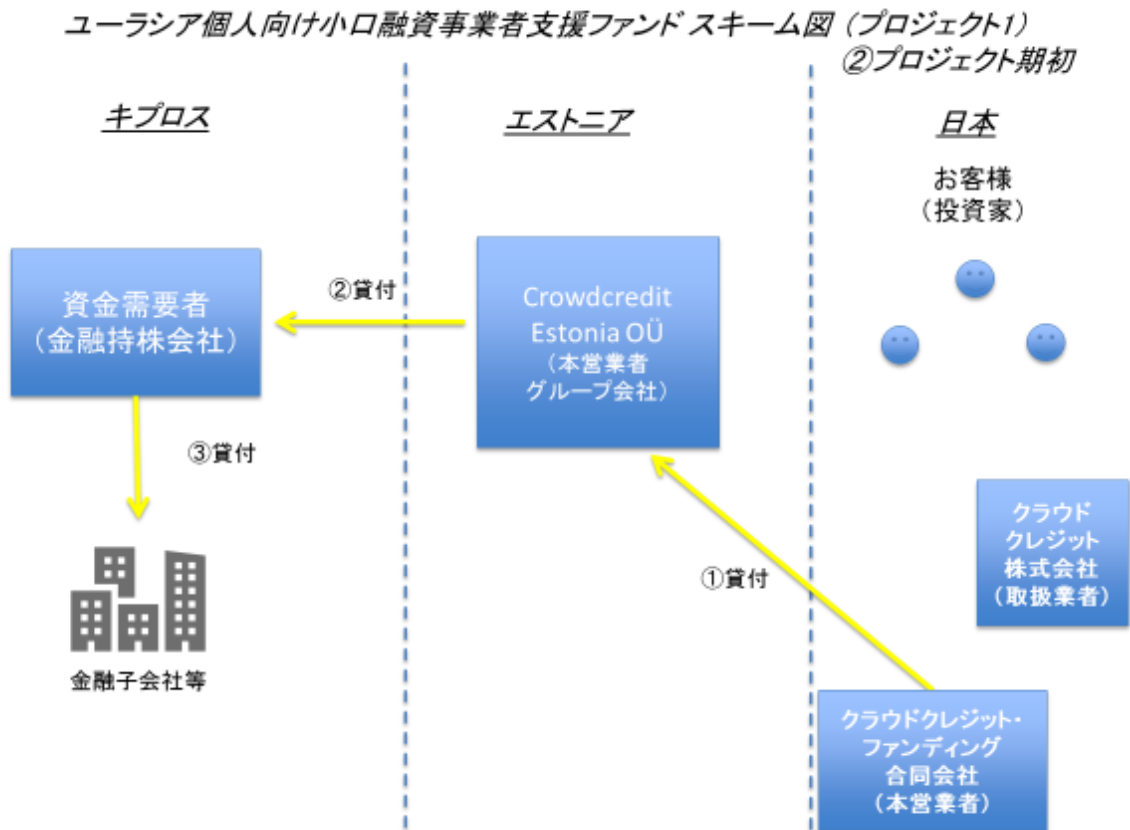 ユーラシア個人向け小口融資事業者支援ファンド スキーム図（プロジェクト1）
②プロジェクト期初
キプロス
エストニア
日本
お客様
（投資家）
資金需要者
（金融持株会社）
②貸付
Crowdcredit
Estonia OÜ
（本営業者
グループ会社）
③貸付
クラウド
クレジット
株式会社
（取扱業者）
①貸付
金融子会社等
クラウドクレジット・
ファンディング
合同会社
（本営業者）